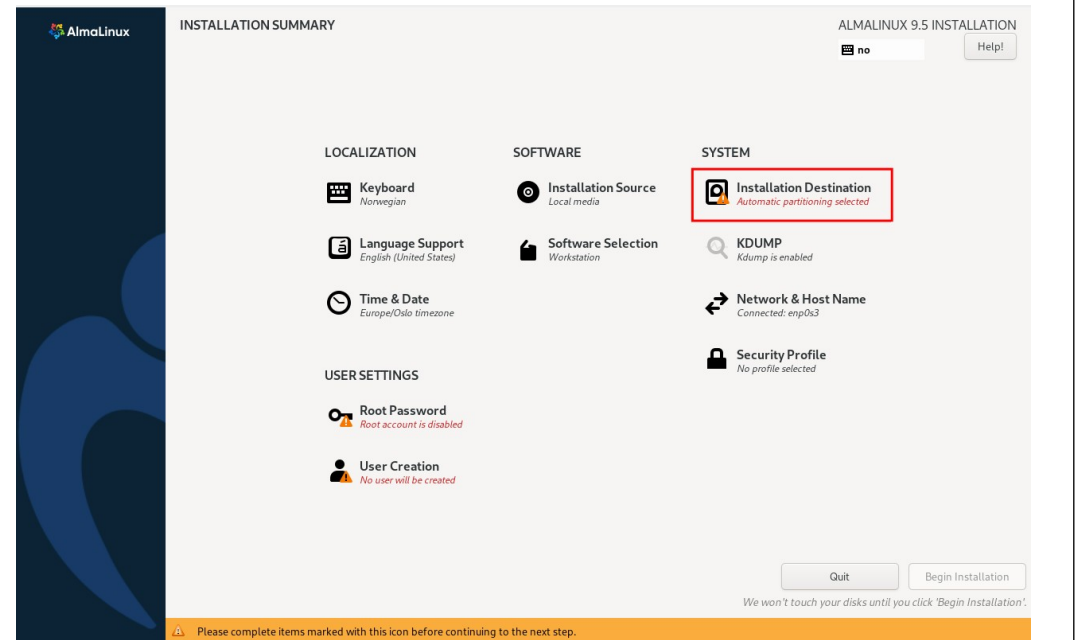 AlmaLinux
INSTALLATION SUMMARY
ALMALINUX 9.5 INSTALLATION
no
Help!
LOCALIZATION
Keyboard
Norwegian
Language Support
English (United States)
Time & Date
Europe/Oslo timezone
USER SETTINGS
Root Password
Root account is disabled
User Creation
No user will be created
SOFTWARE
Installation Source
Local media
Software Selection
Workstation
SYSTEM
Installation Destination
Automatic partitioning selected
KDUMP
Kdump is enabled
Network & Host Name
Connected: enp0s3
Security Profile
No profile selected
Quit
Begin Installation
We won't touch your disks until you click 'Begin Installation'.
Please complete items marked with this icon before continuing to the next step.